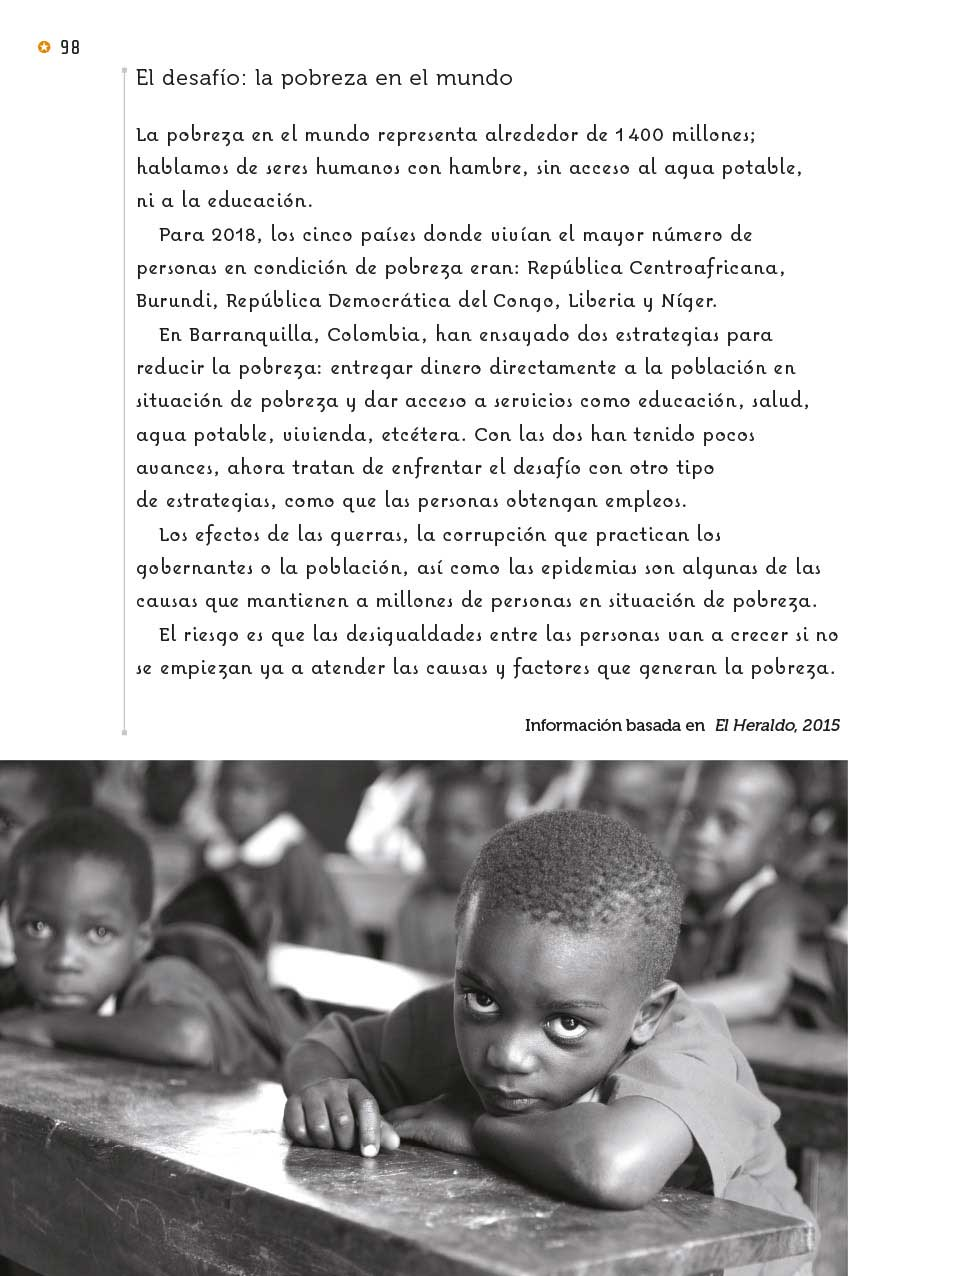 98
El desafío: la pobreza en el mundo
La pobreza en el mundo representa alrededor de 1 400 millones;
hablamos de seres humanos con hambre, sin acceso al agua potable,
ni a la educación.
Para 2018, los cinco países donde vivían el mayor número de
personas en condición de pobreza eran: República Centroafricana,
Burundi, República Democrática del Congo, Liberia y Níger.
En Barranquilla, Colombia, han ensayado dos estrategias para
reducir la pobreza: entregar dinero directamente a la población en
situación de pobreza y dar acceso a servicios como educación, salud,
agua potable, vivienda, etcétera. Con las dos han tenido pocos
avances, ahora tratan de enfrentar el desafío con otro tipo
de estrategias, como que las personas obtengan empleos.
Los efectos de las guerras, la corrupción que practican los
gobernantes o la población, así como las epidemias son algunas de las
causas que mantienen a millones de personas en situación de pobreza.
El riesgo es que las desigualdades entre las personas van a crecer si no
se empiezan ya a atender las causas y factores que generan la pobreza.
Información basada en El Heraldo, 2015